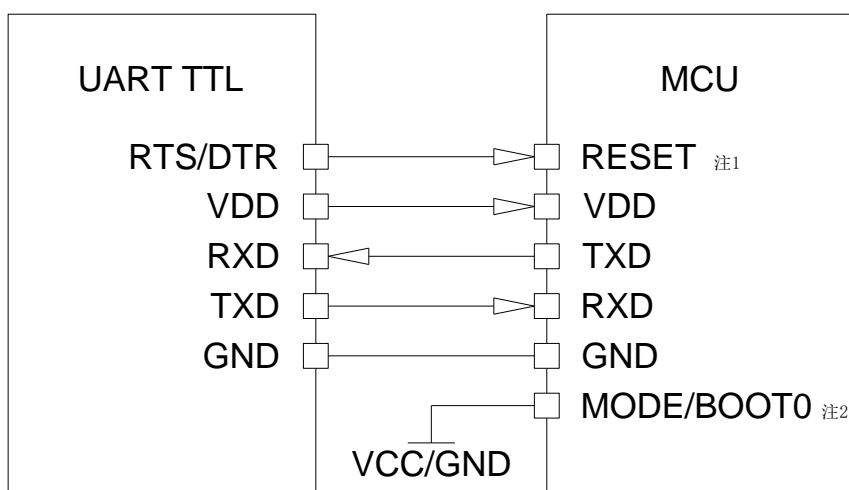 UART TTL
MCU
RTS/DTR
RESET 注1
VDD
VDD
RXD
TXD
TXD
RXD
GND
GND
MODE/BOOT0 注2
VCC/GND